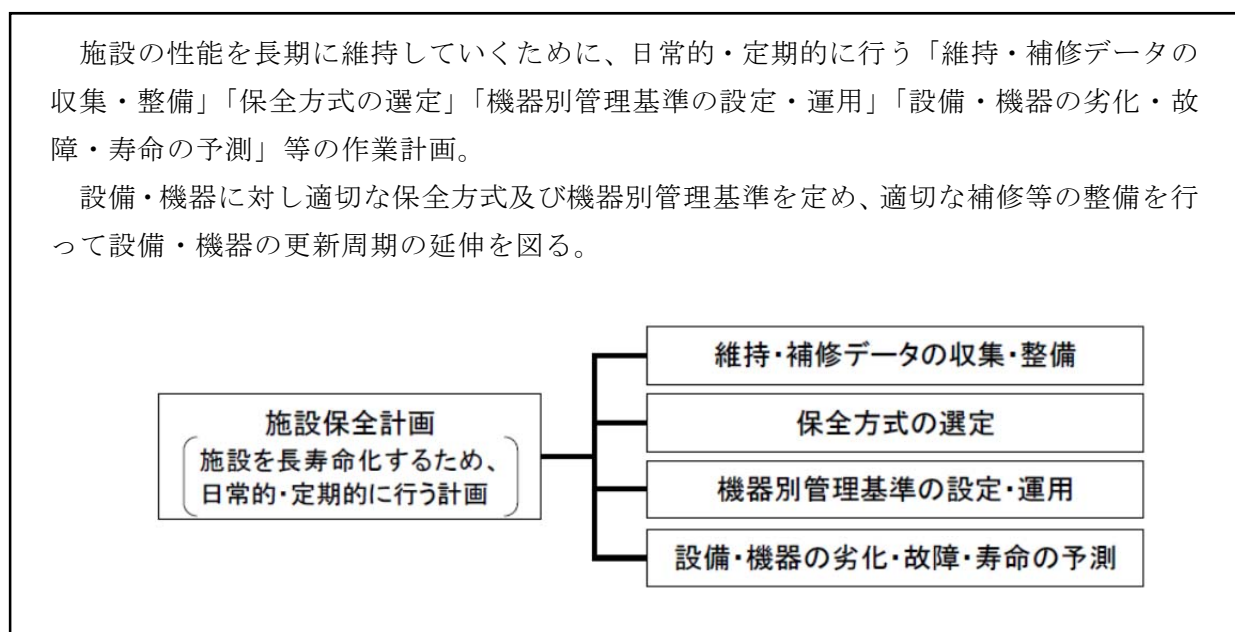 施設の性能を長期に維持していくために、日常的・定期的に行う「維持・補修データの
収集・整備」「保全方式の選定」「機器別管理基準の設定・運用」「設備・機器の劣化・故
障・寿命の予測」等の作業計画。
設備・機器に対し適切な保全方式及び機器別管理基準を定め、適切な補修等の整備を行
って設備・機器の更新周期の延伸を図る。
施設保全計画
施設を長寿命化するため、
日常的・定期的に行う計画
維持・補修データの収集・整備
保全方式の選定
機器別管理基準の設定・運用
設備・機器の劣化・故障・寿命の予測